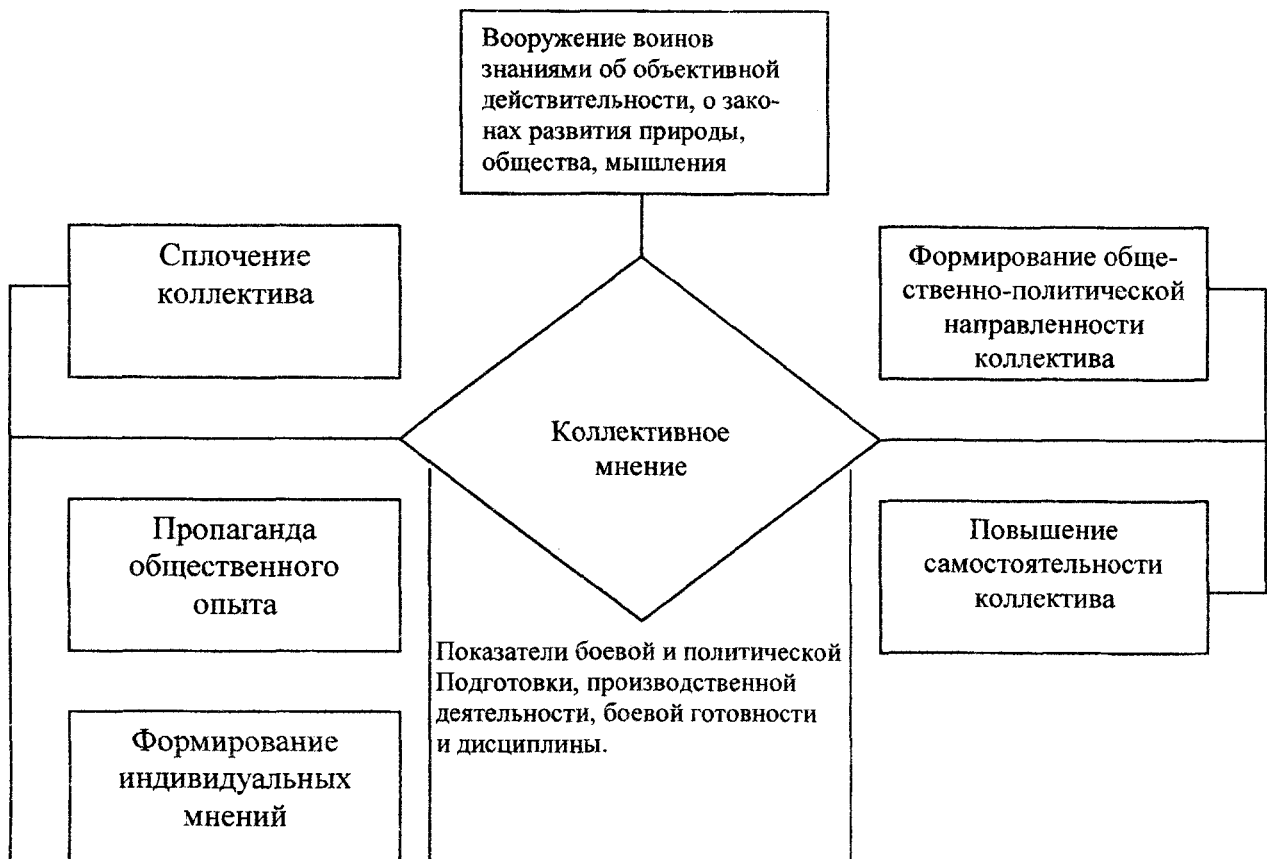 Вооружение воинов
знаниями об объективной
действительности, о зако-
нах развития природы,
общества, мышления
Сплочение
коллектива
Формирование обще-
ственно-политической
направленности
коллектива
Коллективное
мнение
Пропаганда
общественного
опыта
Повышение
самостоятельности
коллектива
Показатели боевой и политической
Подготовки, производственной
деятельности, боевой готовности
и дисциплины.
Формирование
индивидуальных
мнений